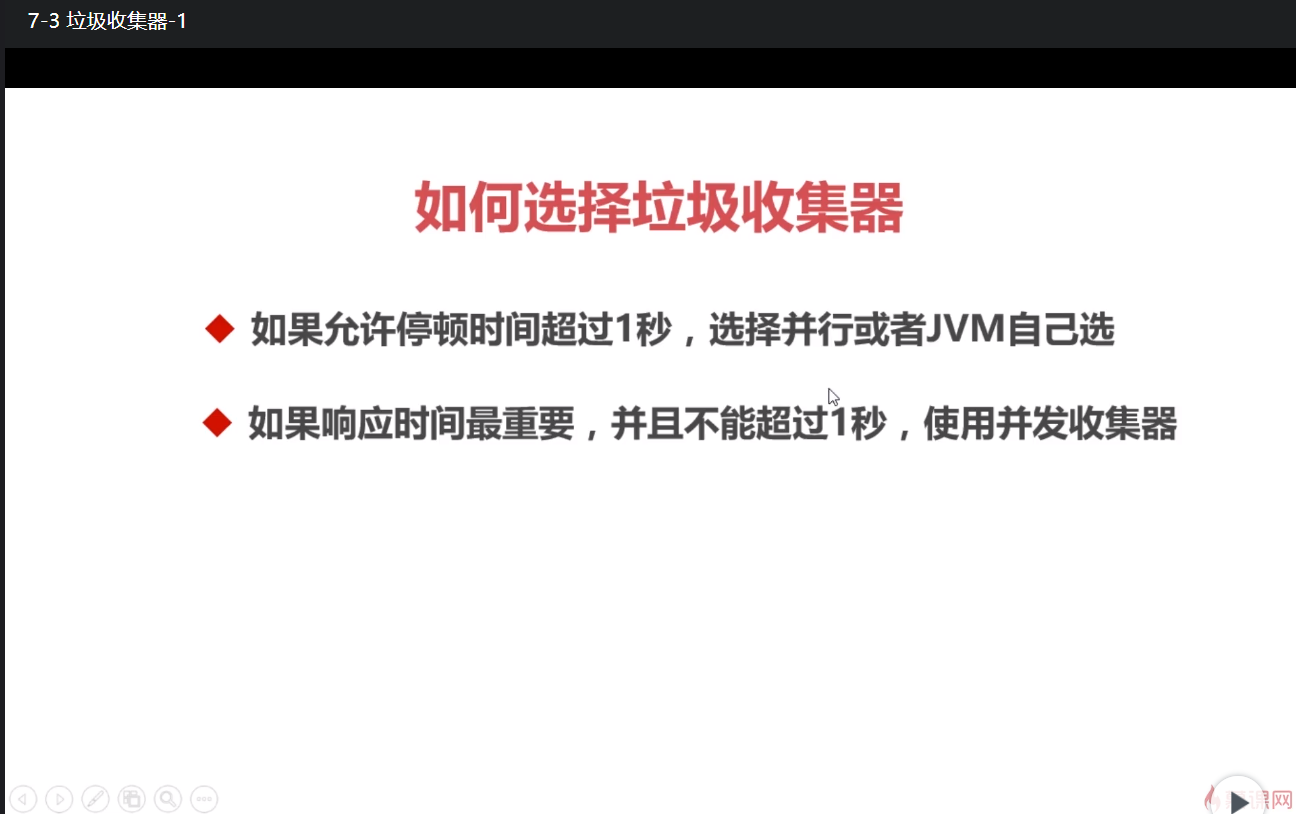 7-3 垃圾收集器-1
如何选择垃圾收集器
如果允许停顿时间超过1秒，选择并行或者JVM自己选
如果响应时间最重要，并且不能超过1秒，使用并发收集器
课网